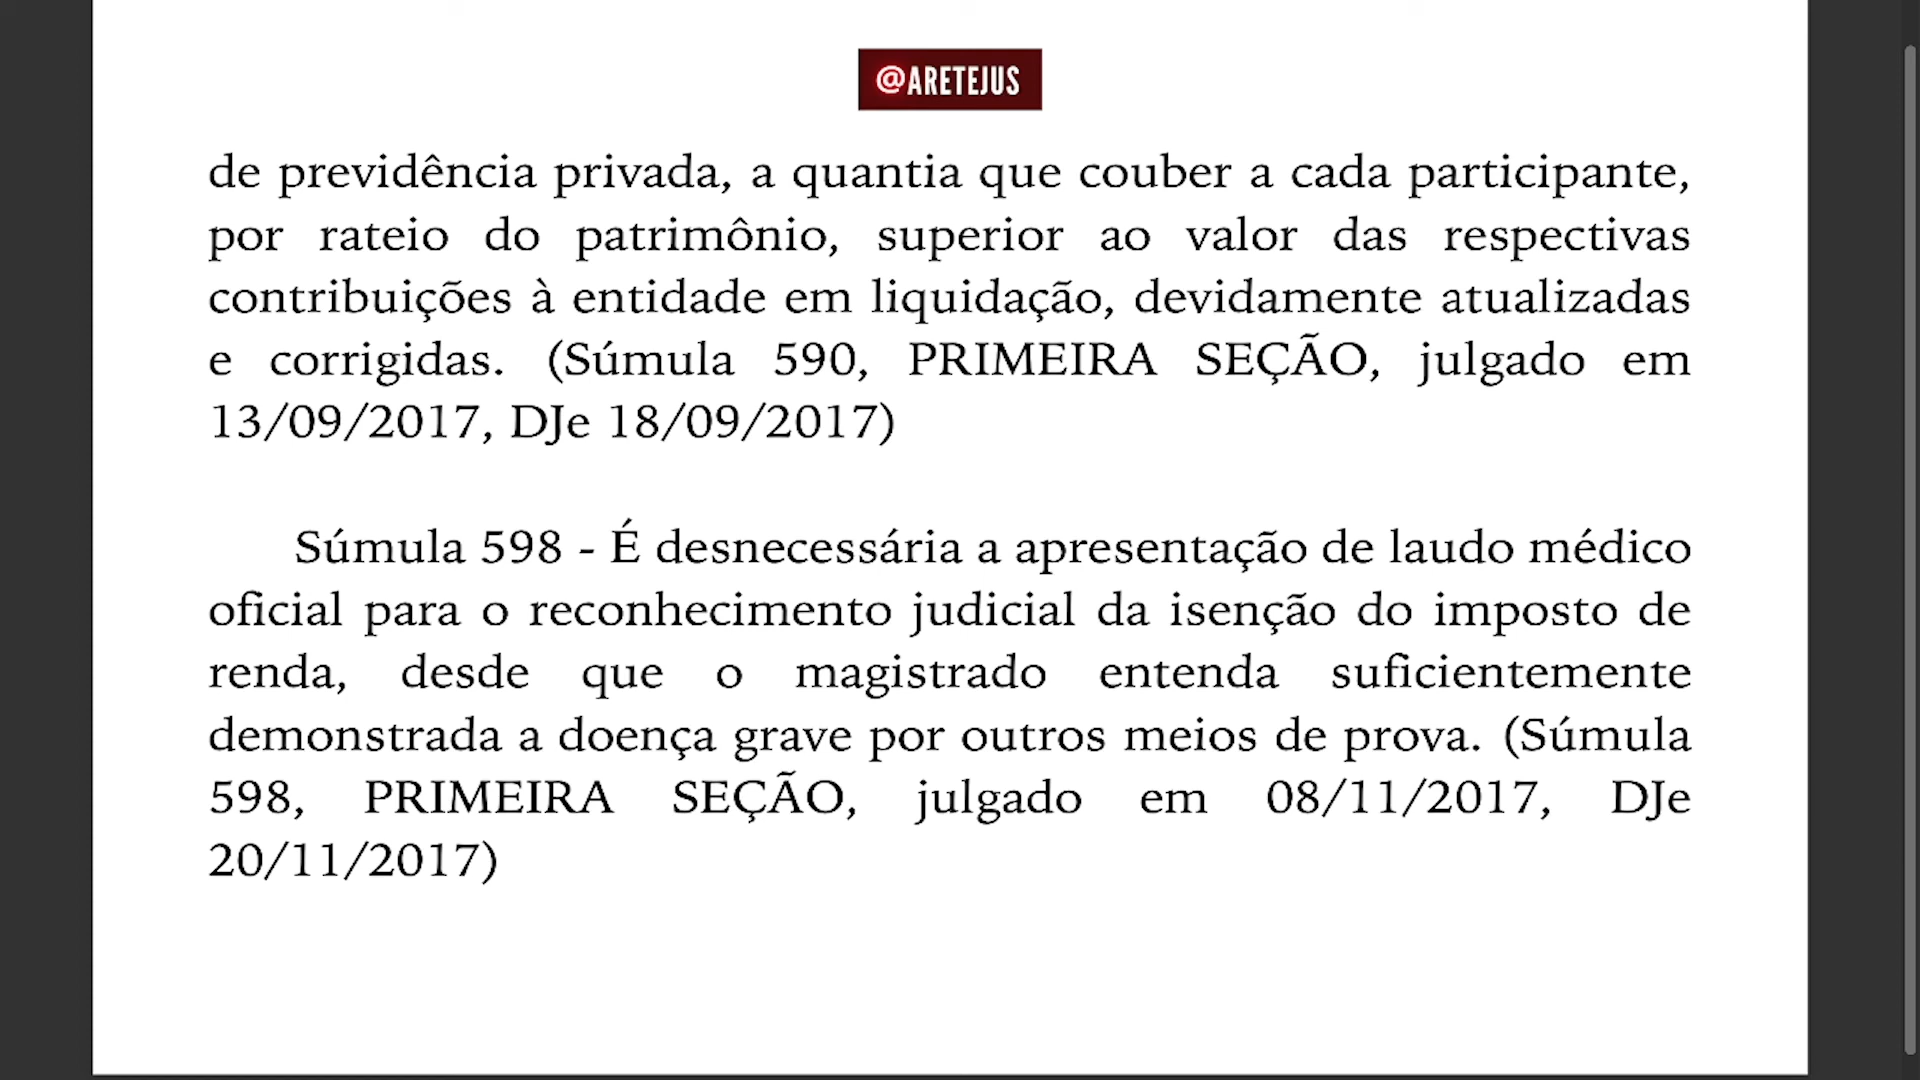 @ARETEJUS
de previdência privada, a quantia que couber a cada participante,
por rateio do patrimônio, superior ao valor das respectivas
contribuições à entidade em liquidação, devidamente atualizadas
e corrigidas. (Súmula 590, PRIMEIRA SEÇÃO, julgado em
13/09/2017, DJe 18/09/2017)
Súmula 598 - É desnecessária a apresentação de laudo médico
oficial para o reconhecimento judicial da isenção do imposto de
renda, desde que o magistrado entenda suficientemente
demonstrada a doença grave por outros meios de prova. (Súmula
598, PRIMEIRA SEÇÃO, julgado em 08/11/2017, DJe
20/11/2017)